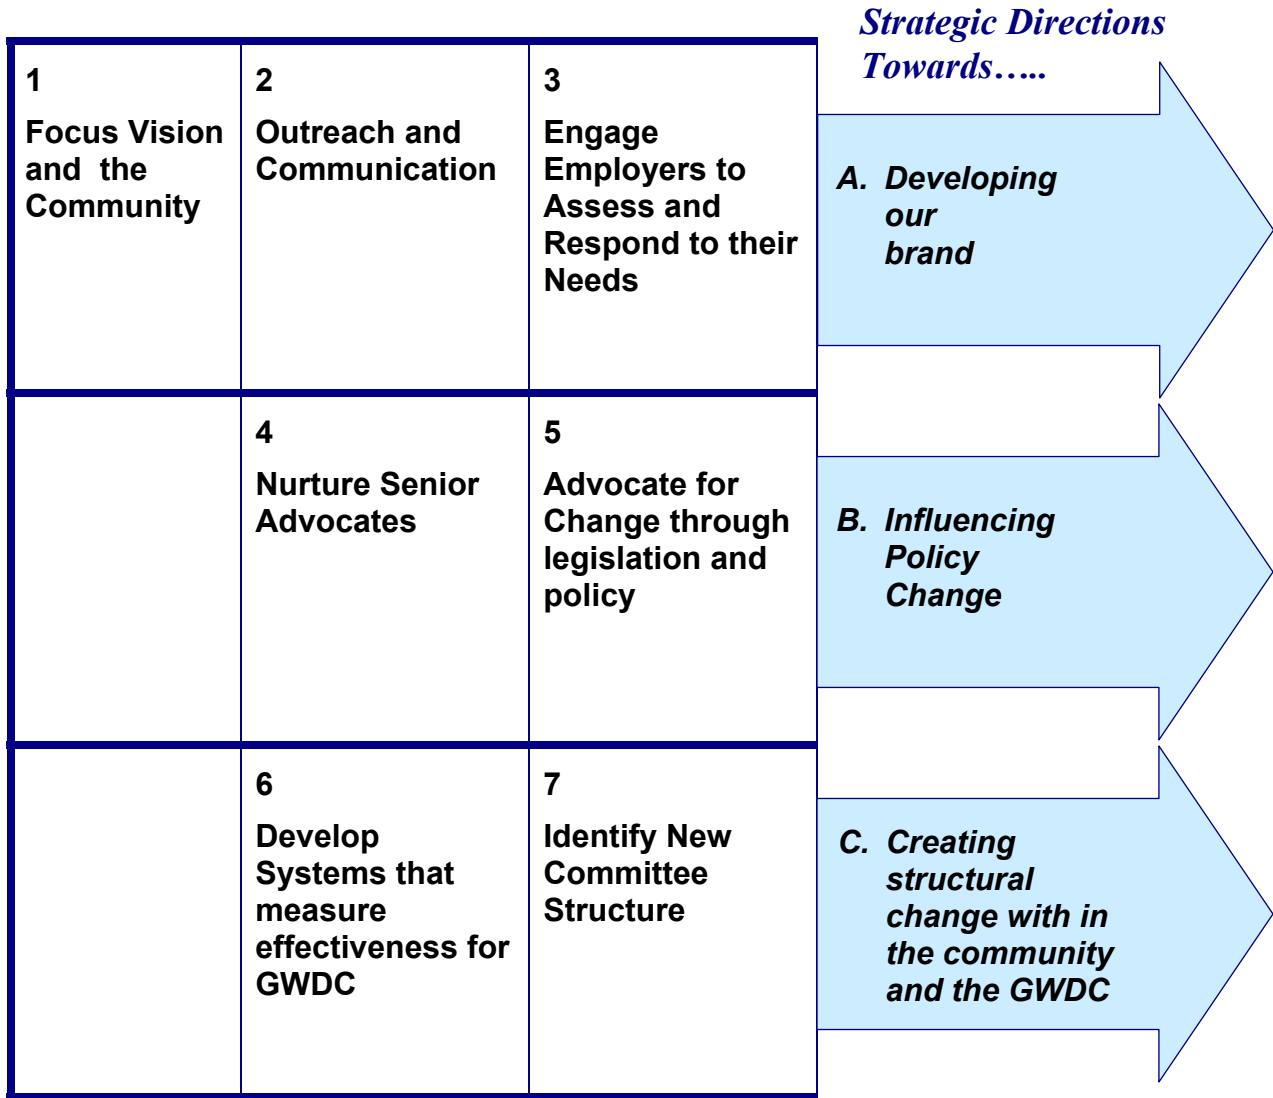 Strategic Directions
Towards…..
1
Focus Vision
and the
Community
2
Outreach and
Communication
3
Engage
Employers to
Assess and
Respond to their
Needs
A. Developing
our
brand
4
Nurture Senior
Advocates
5
Advocate for
Change through
legislation and
policy
B. Influencing
Policy
Change
6
Develop
Systems that
measure
effectiveness for
GWDC
7
Identify New
Committee
Structure
C. Creating
structural
change with in
the community
and the GWDC